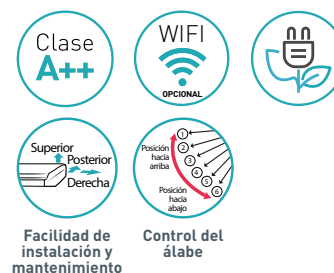 Clase
A++
WIFI
OPCIONAL
Superior
Posterior
Derecha
Posición
hacia
arriba
1
2
3
4
5
6
Posición
hacia
abajo
Facilidad de
instalación y
mantenimiento
Control del
álabe